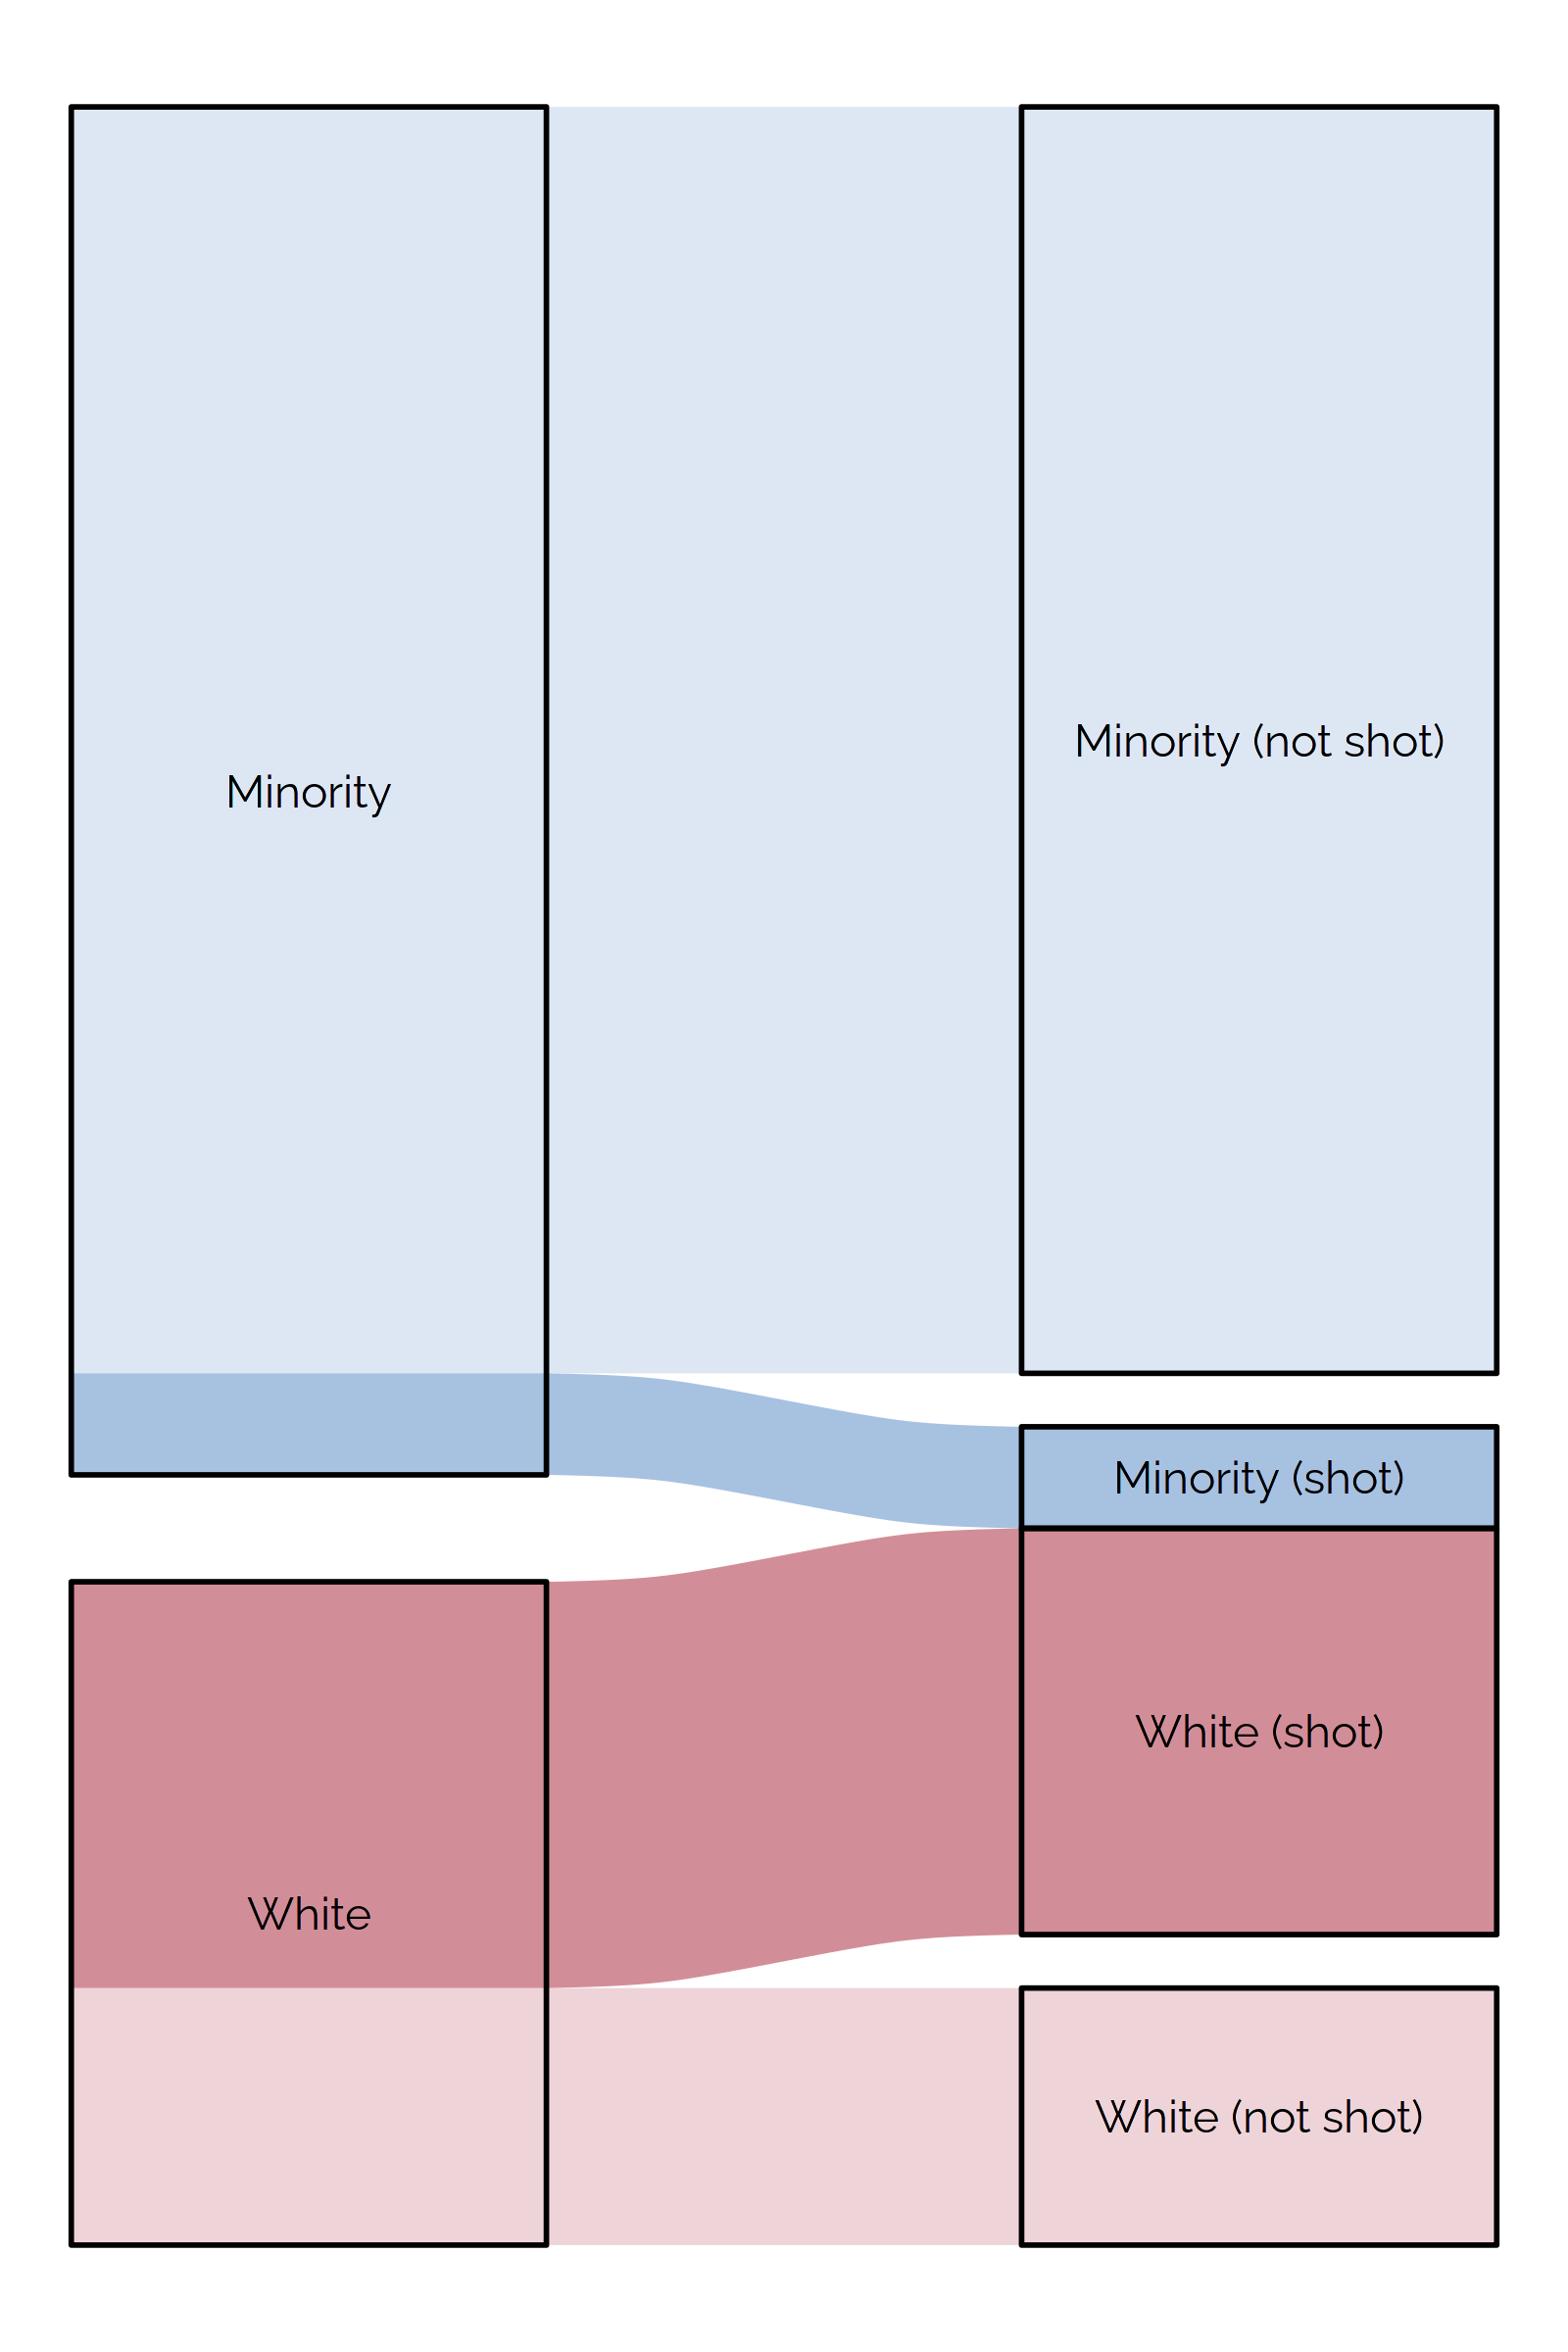 Minority (not shot)
Minority
Minority (shot)
White (shot)
White
White (not shot)